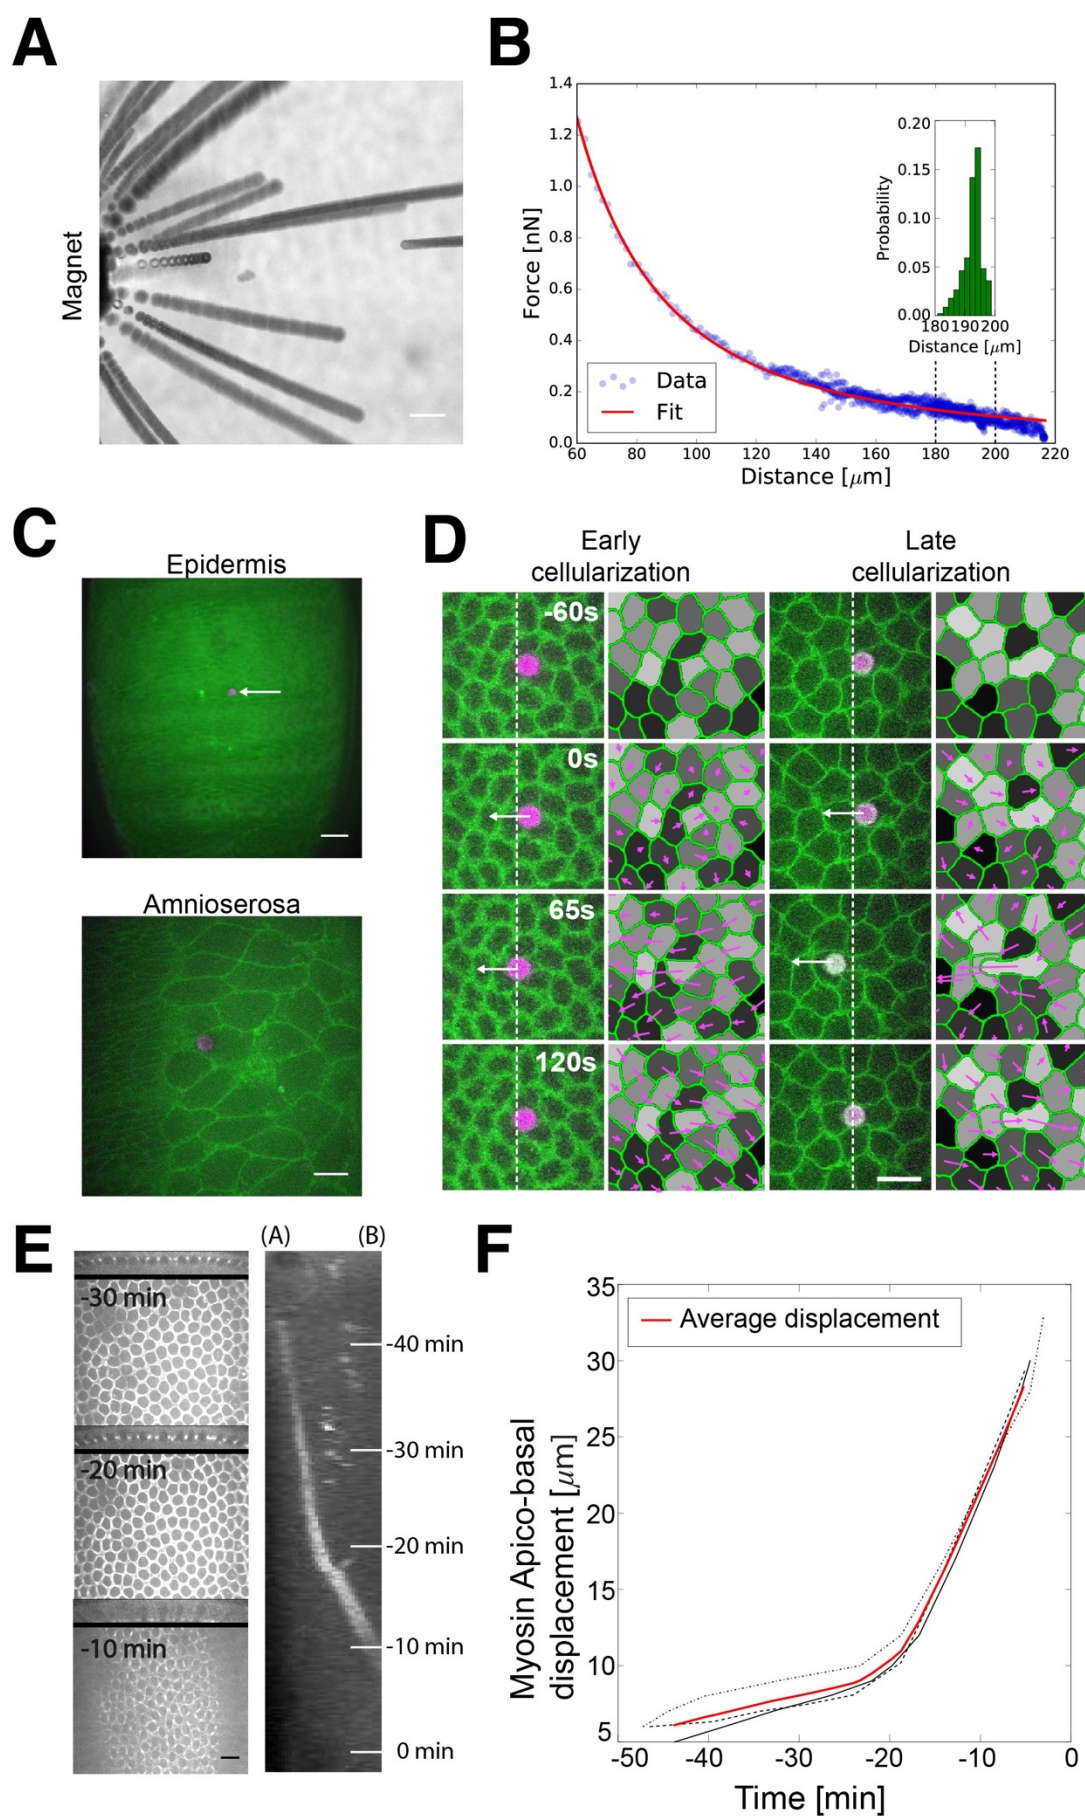 A
Magnet
B
1.4
1.2
1.0
0.8
0.6
0.4
0.2
0.0
Force [nN]
60 80 100 120 140 160 180 200 220
Distance [μm]
Data
Fit
0.20
0.15
0.10
0.05
0.00
Probability
180 190 200
Distance [μm]
C
Epidermis
Amnioserosa
D
Early
cellularization
Late
cellularization
-60s
0s
65s
120s
E
-30 min
-20 min
-10 min
(A) (B)
-40 min
-30 min
-20 min
-10 min
0 min
F
35
30
25
20
15
10
5
Myosin Apico-basal
displacement [μm]
Average displacement
-50 -40 -30 -20 -10 0
Time [min]